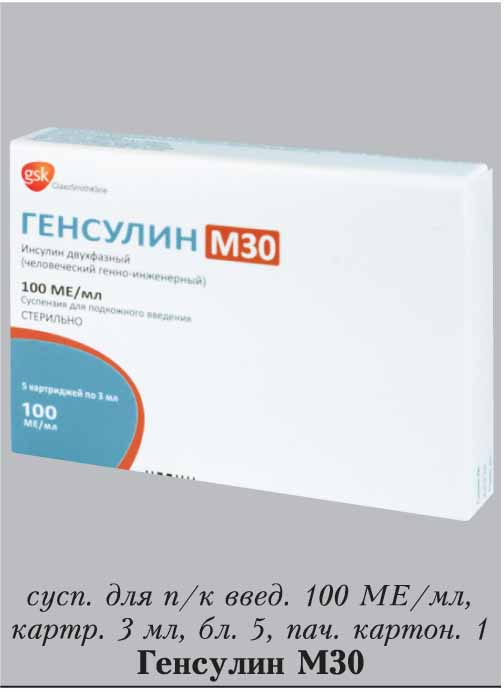 gsk
GlaxoSmithKline
ГЕНСУЛИН М30
Инсулин двухфазный
(человеческий генно-инженерный)
100 МЕ/мл
Суспензия для подкожного введения
СТЕРИЛЬНО
5 картриджей по 3 мл
100
МЕ/мл
сусп. для п/к введ. 100 МЕ/мл,
картр. 3 мл, бл. 5, пач. картон. 1
Генсулин М30